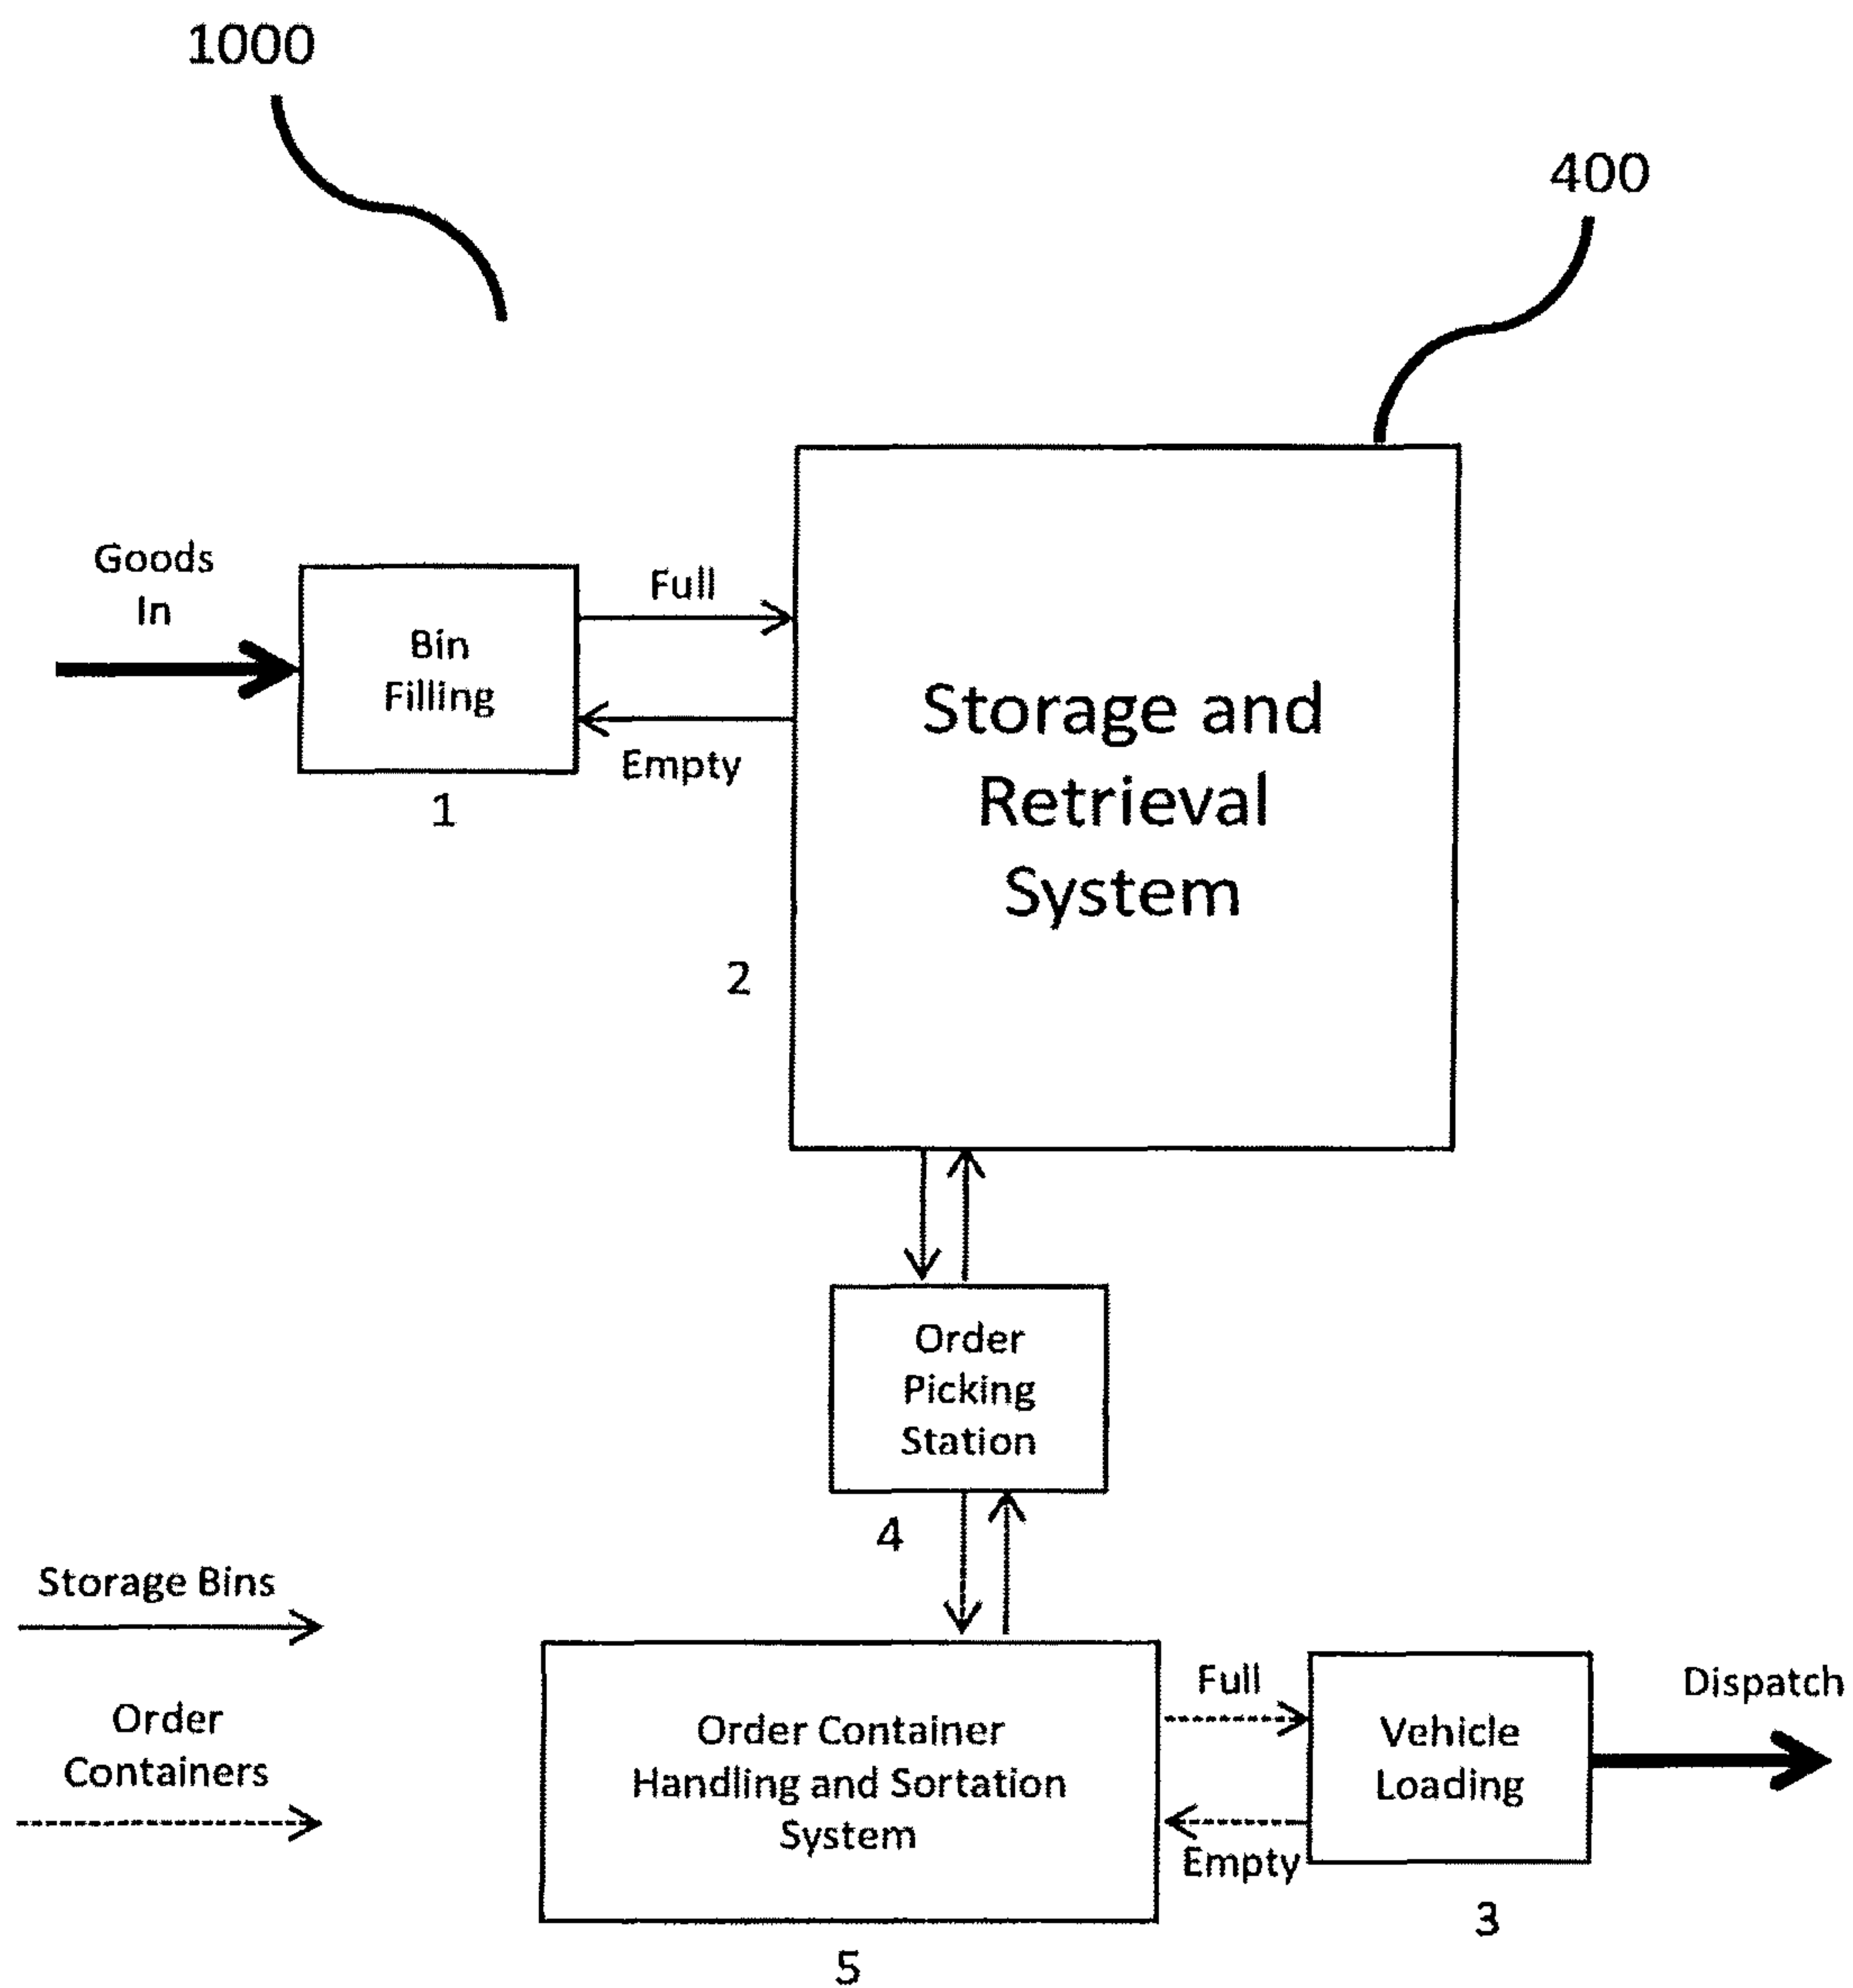 1000
400
Goods
In
Bin
Filling
1
Full
Empty
Storage and
Retrieval
System
2
Order
Picking
Station
4
Storage Bins
Order
Containers
Order Container
Handling and Sortation
System
5
Full
Empty
Vehicle
Loading
3
Dispatch